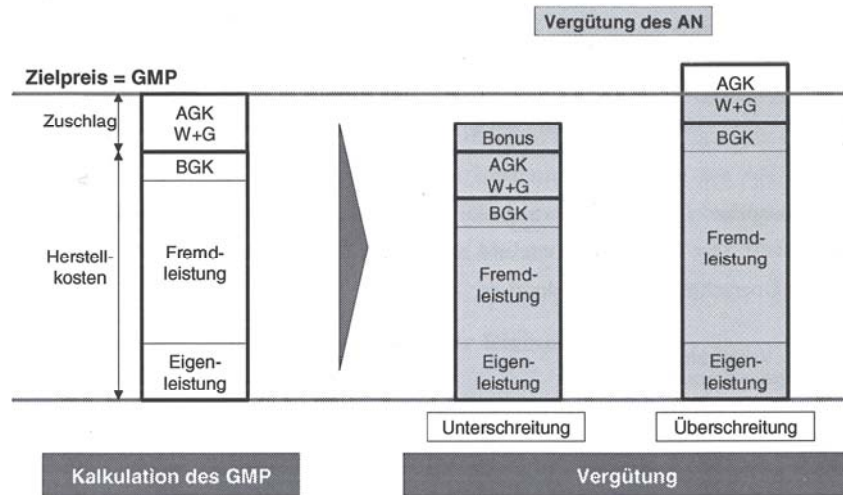 Vergütung des AN
Zielpreis = GMP
Zuschlag
Herstell-
kosten
AGK
W+G
BGK
Fremd-
leistung
Eigen-
leistung
Bonus
AGK
W+G
BGK
Fremd-
leistung
Eigen-
leistung
AGK
W+G
BGK
Fremd-
leistung
Eigen-
leistung
Unterschreitung
Überschreitung
Kalkulation des GMP
Vergütung